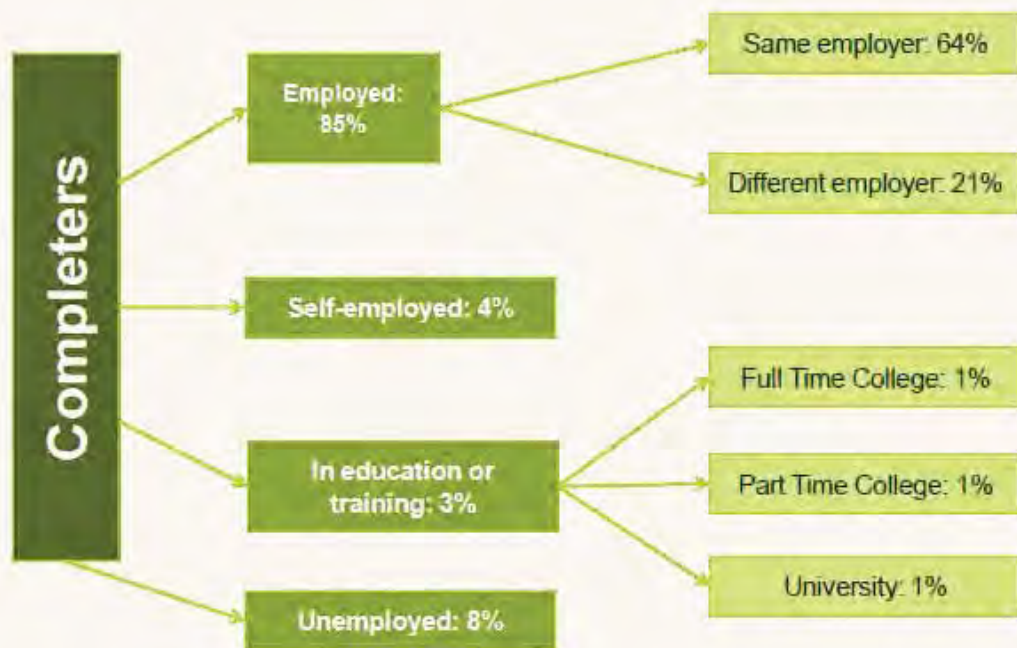 Completers
Employed:
85%
Same employer: 64%
Different employer: 21%
Self-employed: 4%
In education or
training: 3%
Full Time College: 1%
Part Time College: 1%
University: 1%
Unemployed: 8%